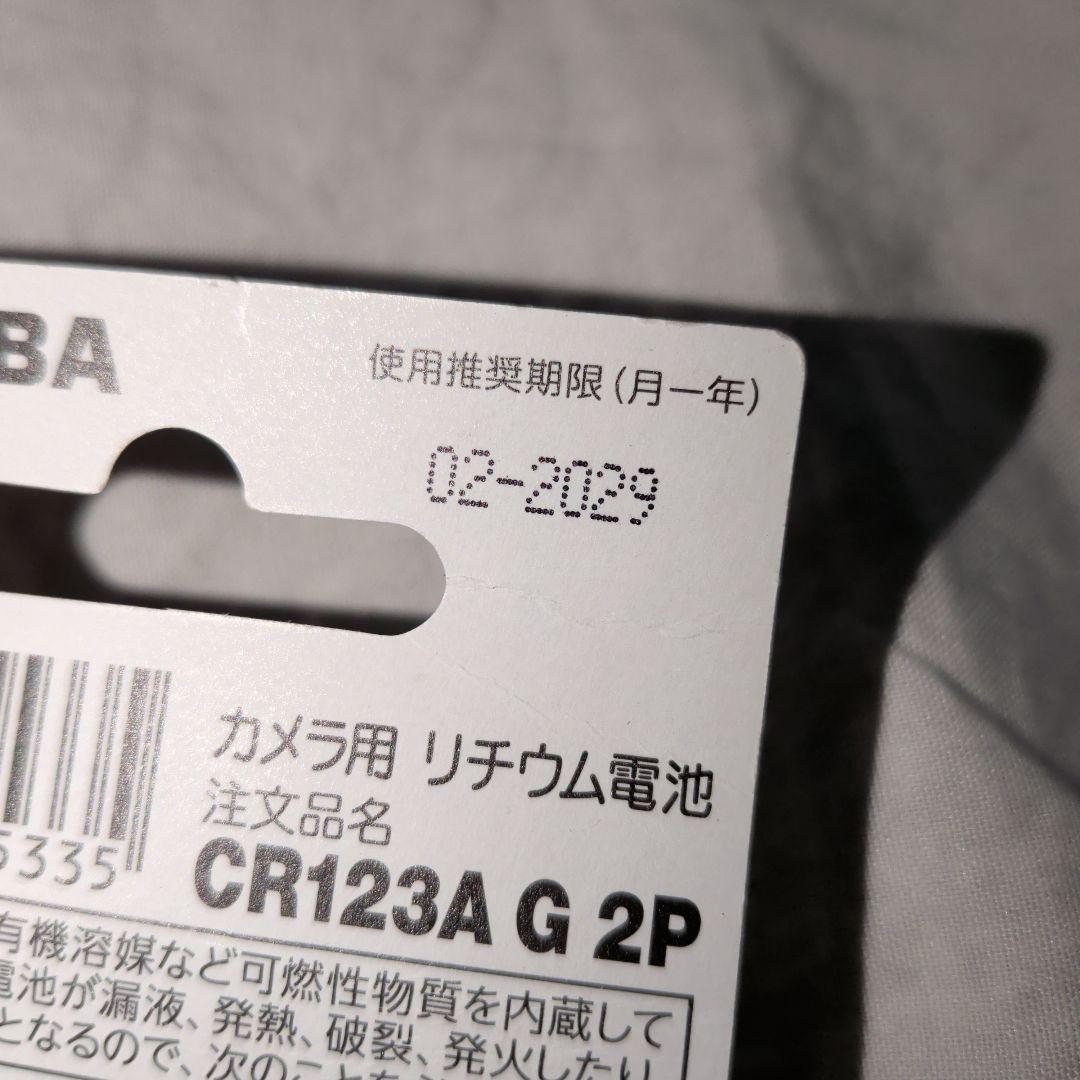 BA
使用推奨期限(月ー年)
02-2029
カメラ用 リチウム電池
注文品名
5335
CR123A G 2P
有機溶媒など可燃性物質を内蔵して
電池が漏液、発熱、破裂、発火したり
となるので、次のことを